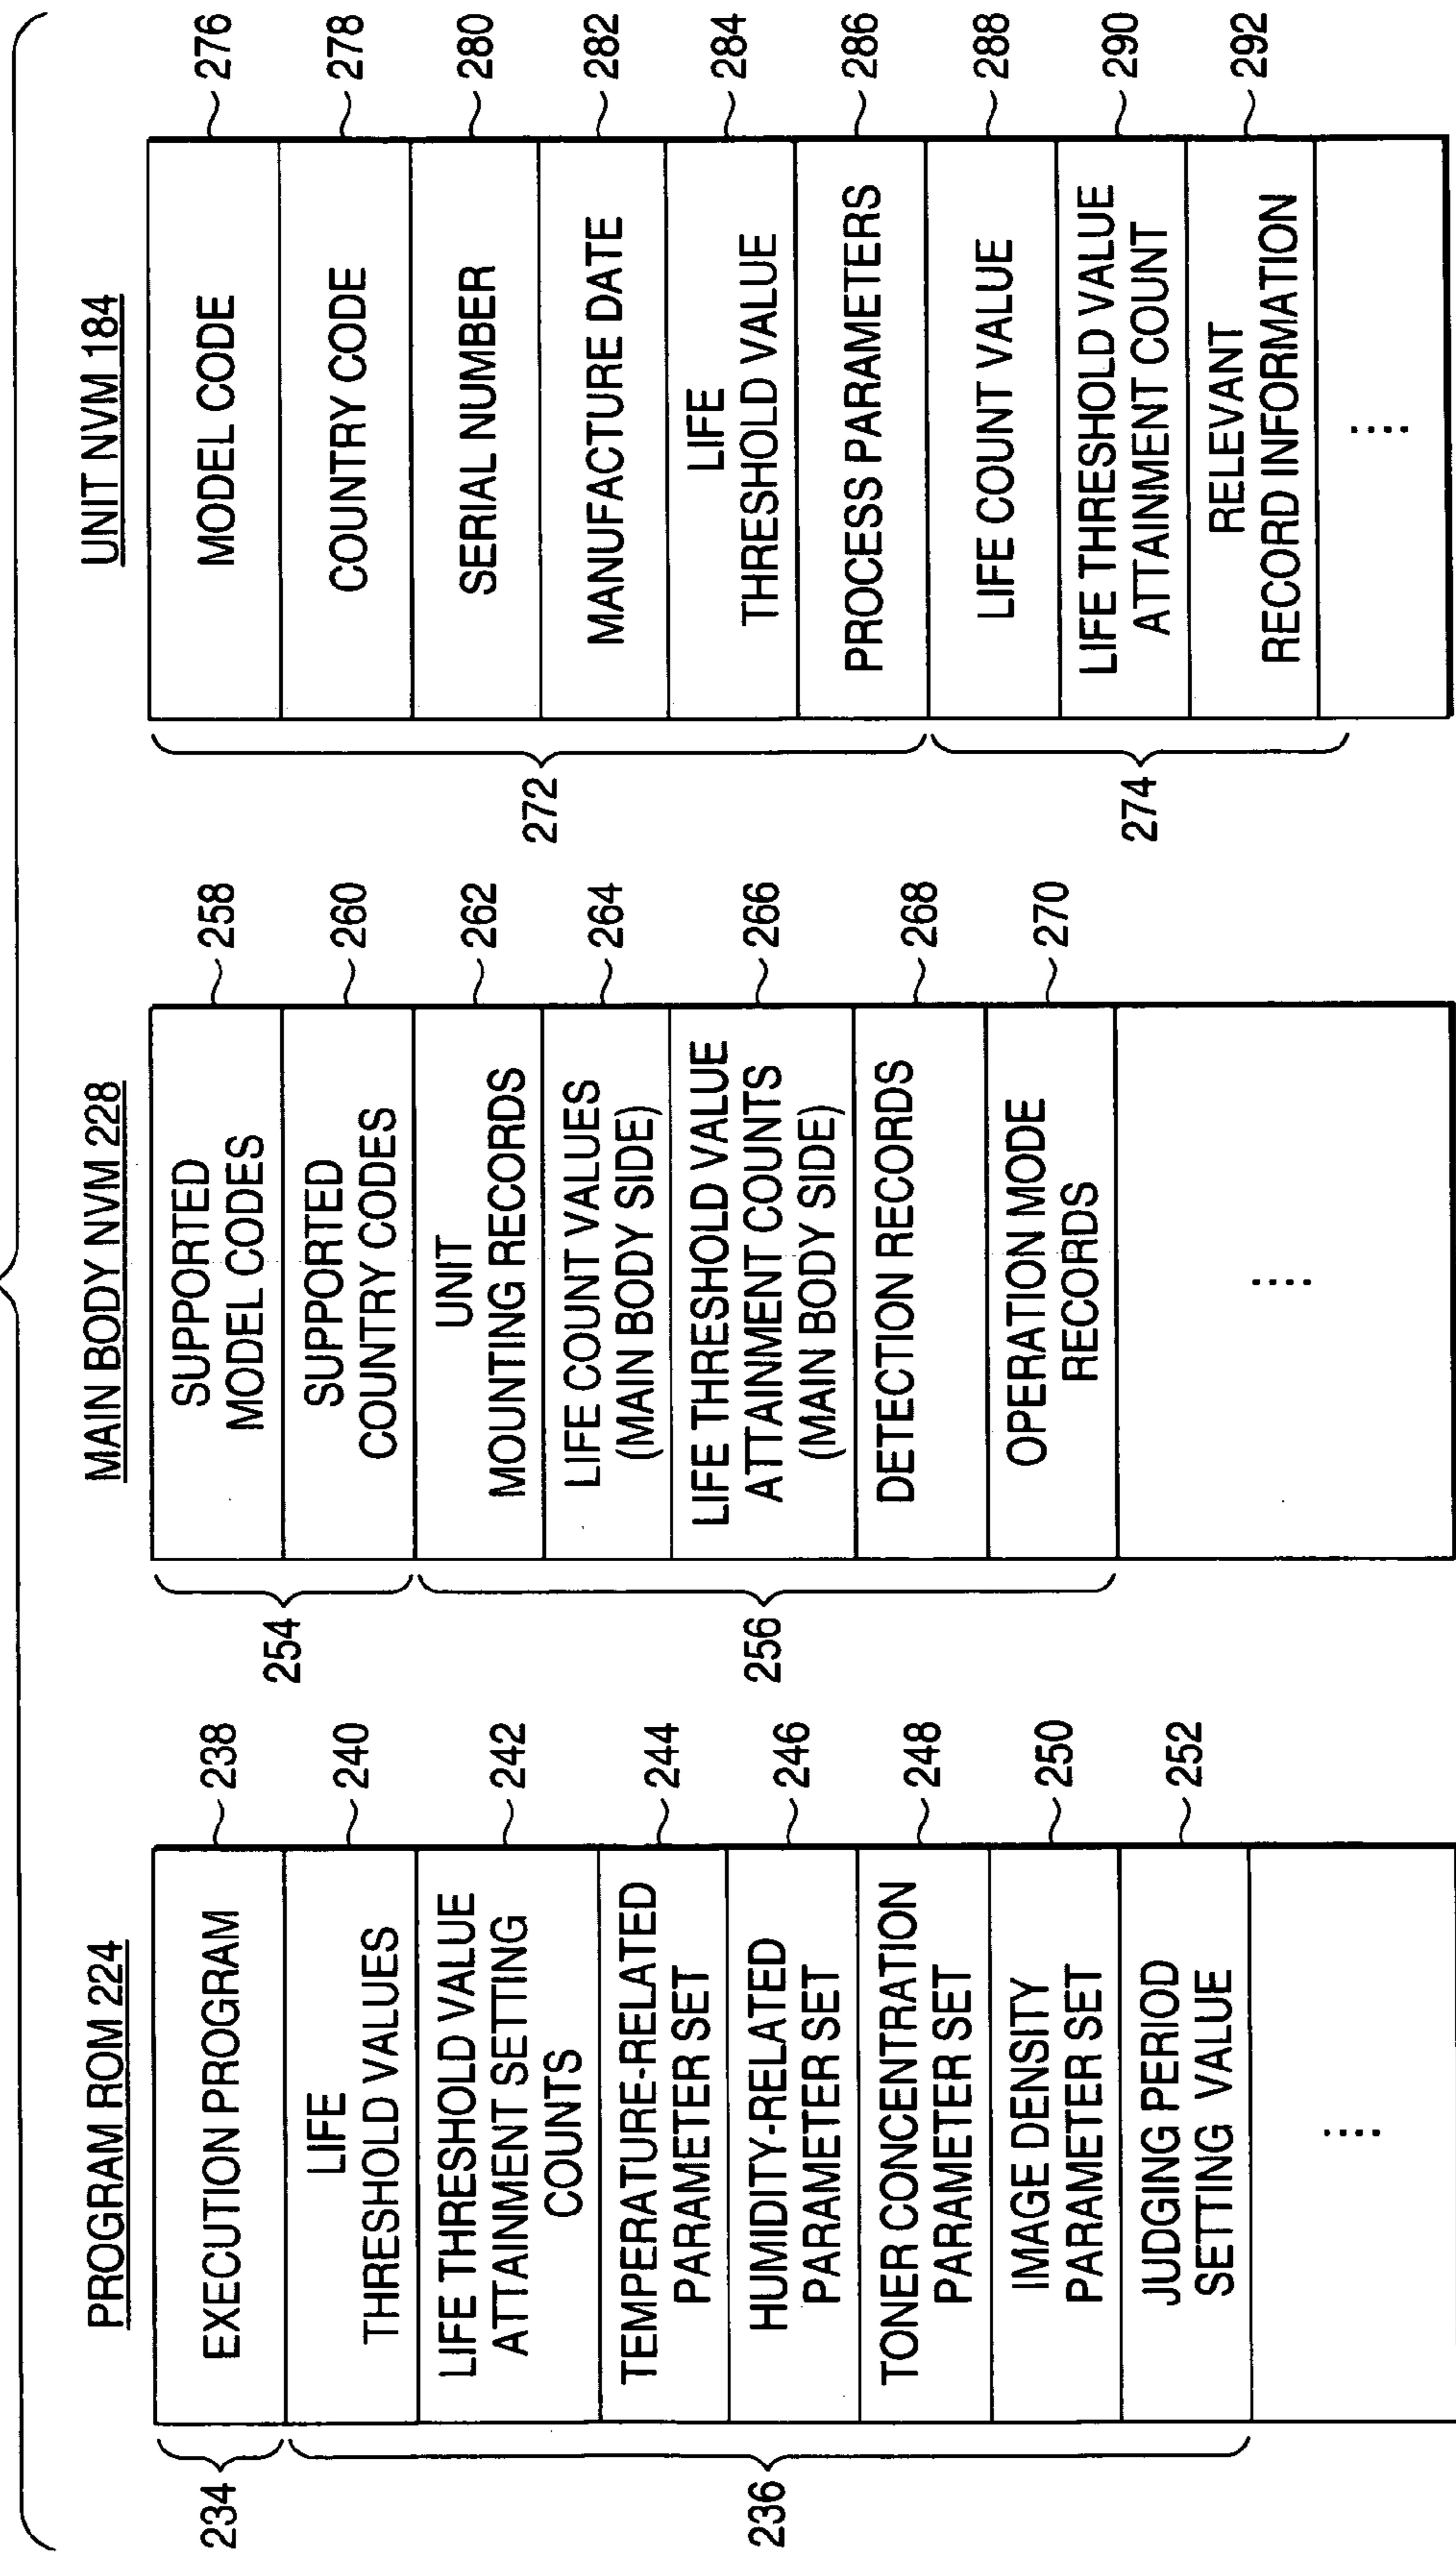 PROGRAM ROM 224
234
236
EXECUTION PROGRAM
238
LIFE
THRESHOLD VALUES
240
LIFE THRESHOLD VALUE
ATTAINMENT SETTING
COUNTS
242
TEMPERATURE-RELATED
PARAMETER SET
244
HUMIDITY-RELATED
PARAMETER SET
246
TONER CONCENTRATION
PARAMETER SET
248
IMAGE DENSITY
PARAMETER SET
250
JUDGING PERIOD
SETTING VALUE
252
....
MAIN BODY NVM 228
254
256
SUPPORTED
MODEL CODES
258
SUPPORTED
COUNTRY CODES
260
UNIT
MOUNTING RECORDS
262
LIFE COUNT VALUES
(MAIN BODY SIDE)
264
LIFE THRESHOLD VALUE
ATTAINMENT COUNTS
(MAIN BODY SIDE)
266
DETECTION RECORDS
268
OPERATION MODE
RECORDS
270
....
UNIT NVM 184
272
274
MODEL CODE
276
COUNTRY CODE
278
SERIAL NUMBER
280
MANUFACTURE DATE
282
LIFE
THRESHOLD VALUE
284
PROCESS PARAMETERS
286
LIFE COUNT VALUE
288
LIFE THRESHOLD VALUE
ATTAINMENT COUNT
290
RELEVANT
RECORD INFORMATION
292
....